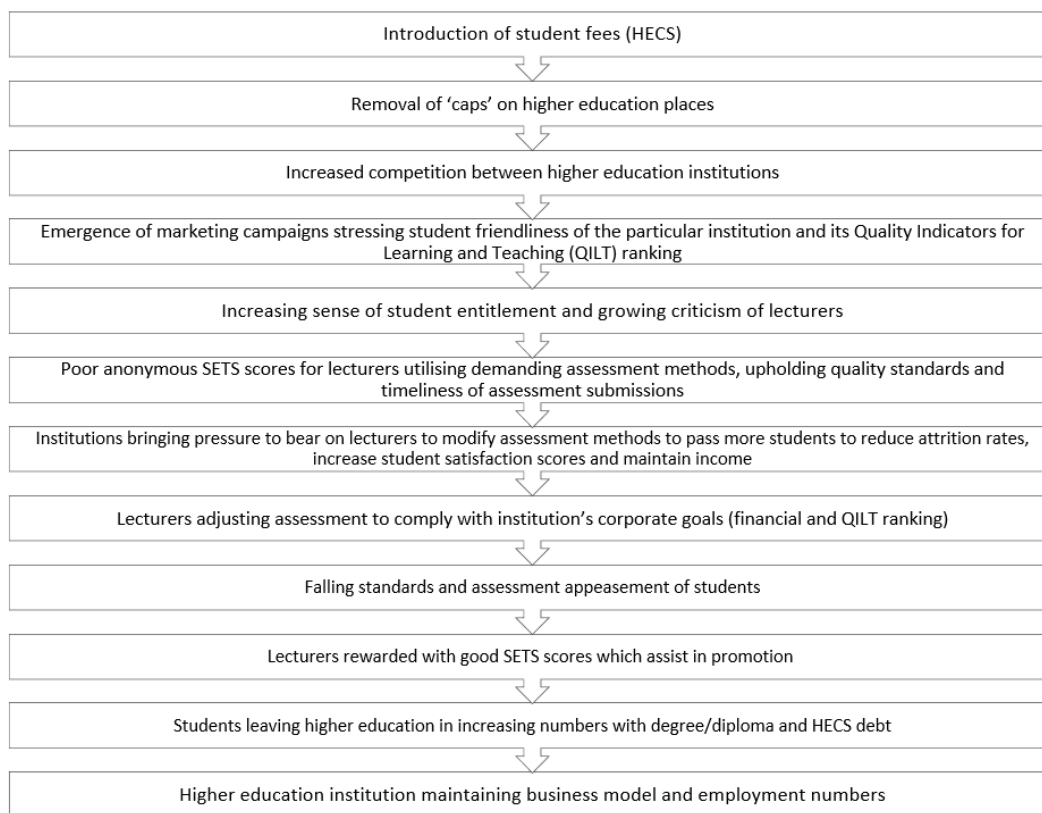 Introduction of student fees (HECS)
Removal of ‘caps’ on higher education places
Increased competition between higher education institutions
Emergence of marketing campaigns stressing student friendliness of the particular institution and its Quality Indicators for
Learning and Teaching (QILT) ranking
Increasing sense of student entitlement and growing criticism of lecturers
Poor anonymous SETS scores for lecturers utilising demanding assessment methods, upholding quality standards and
timeliness of assessment submissions
Institutions bringing pressure to bear on lecturers to modify assessment methods to pass more students to reduce attrition rates,
increase student satisfaction scores and maintain income
Lecturers adjusting assessment to comply with institution’s corporate goals (financial and QILT ranking)
Falling standards and assessment appeasement of students
Lecturers rewarded with good SETS scores which assist in promotion
Students leaving higher education in increasing numbers with degree/diploma and HECS debt
Higher education institution maintaining business model and employment numbers